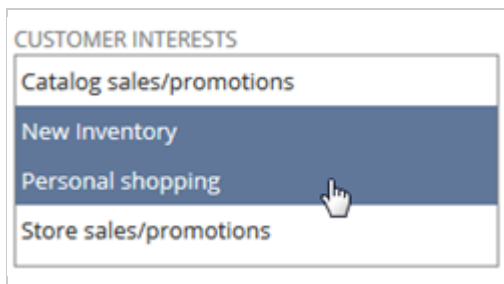 CUSTOMER INTERESTS
Catalog sales/promotions
New Inventory
Personal shopping
Store sales/promotions